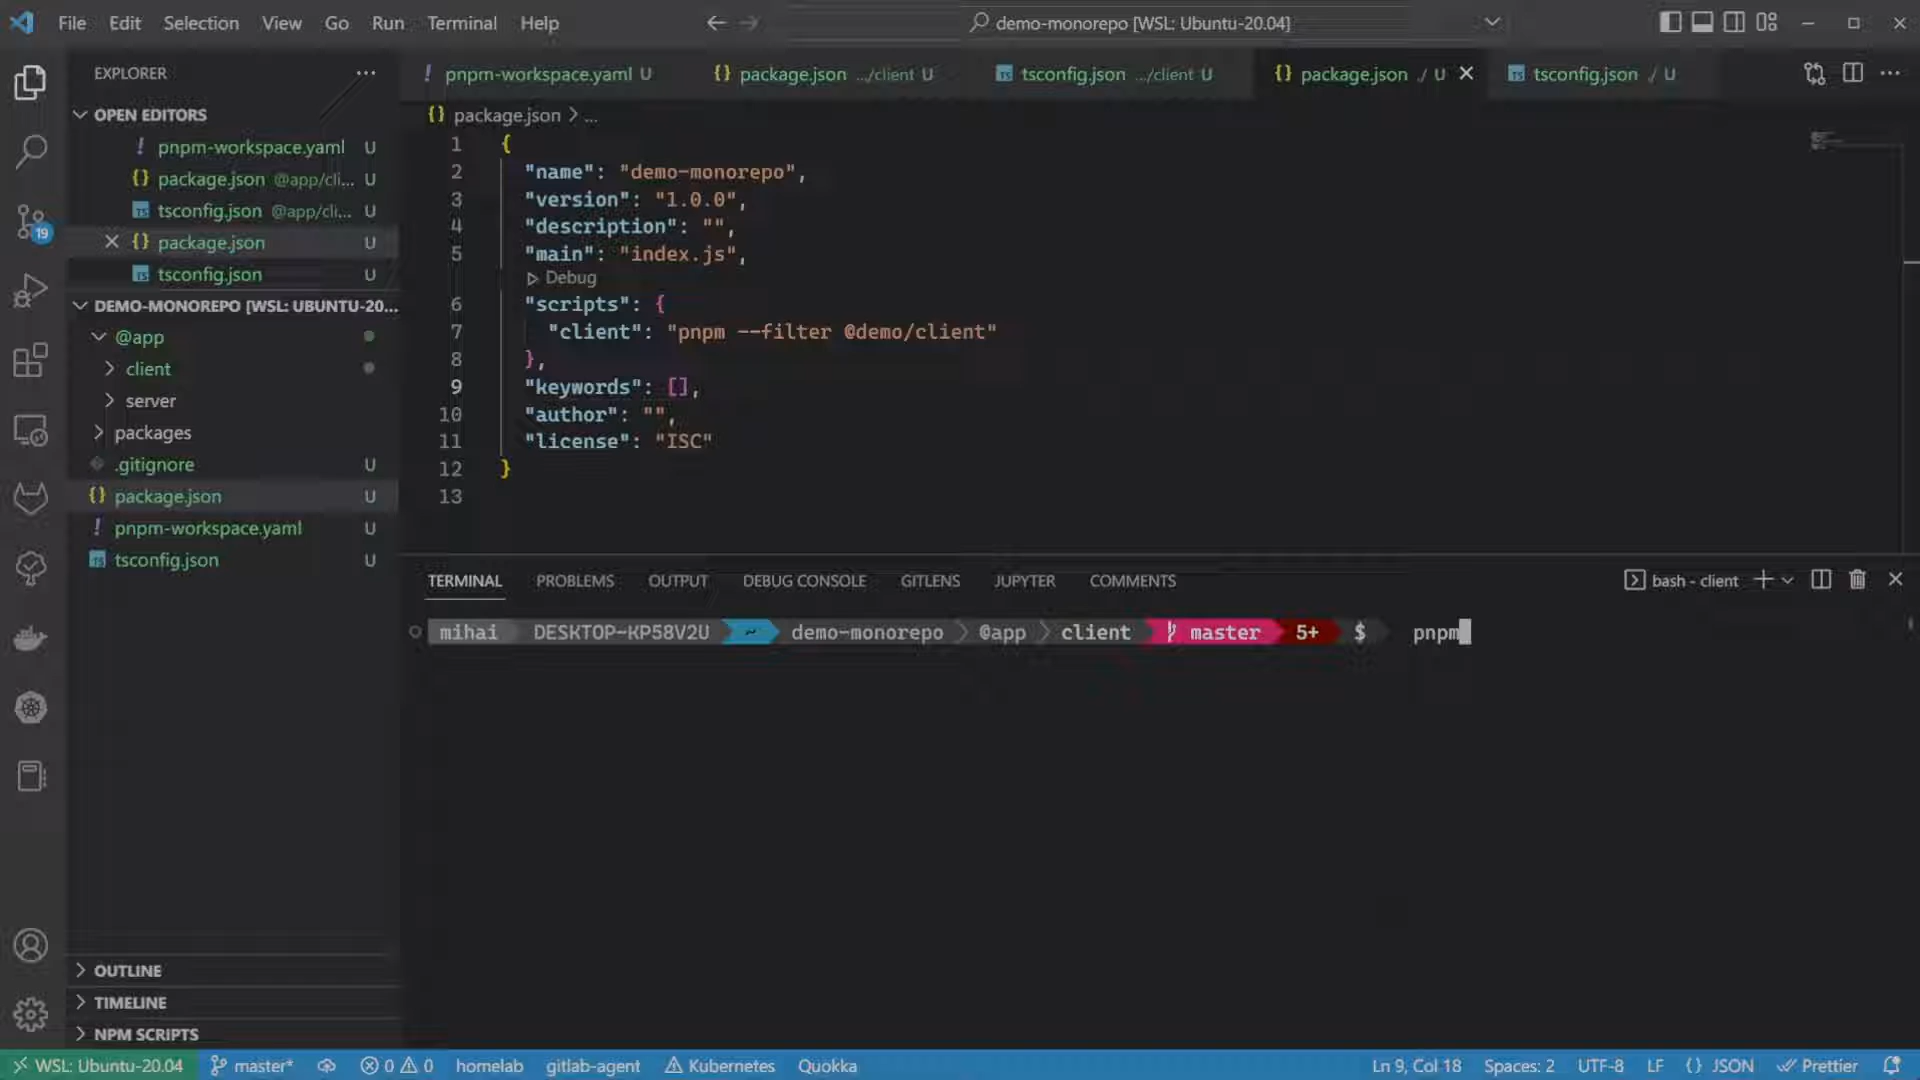 File Edit Selection View Go Run Terminal Help
demo-monorepo [WSL: Ubuntu-20.04]
EXPLORER
OPEN EDITORS
pnpm-workspace.yaml U
package.json @app/cli... U
tsconfig.json @app/cli... U
package.json U
tsconfig.json U
DEMO-MONOREPO [WSL: UBUNTU-20...
@app
client
server
packages
.gitignore U
package.json U
pnpm-workspace.yaml U
tsconfig.json U
OUTLINE
TIMELINE
NPM SCRIPTS
19
pnpm-workspace.yaml U
package.json .../client U
tsconfig.json .../client U
package.json ./ U
tsconfig.json ./ U
package.json > ...
1 {
2 "name": "demo-monorepo",
3 "version": "1.0.0",
4 "description": "",
5 "main": "index.js",
Debug
6 "scripts": {
7 "client": "pnpm --filter @demo/client"
8 },
9 "keywords": [],
10 "author": "",
11 "license": "ISC"
12 }
13
TERMINAL PROBLEMS OUTPUT DEBUG CONSOLE GITLENS JUPYTER COMMENTS
bash - client
mihai DESKTOP-KP58V2U ~ demo-monorepo @app client master 5+ $ pnpm
WSL: Ubuntu-20.04 master* 0 0 homelab gitlab-agent Kubernetes Quokka
Ln 9, Col 18 Spaces: 2 UTF-8 LF {} JSON Prettier